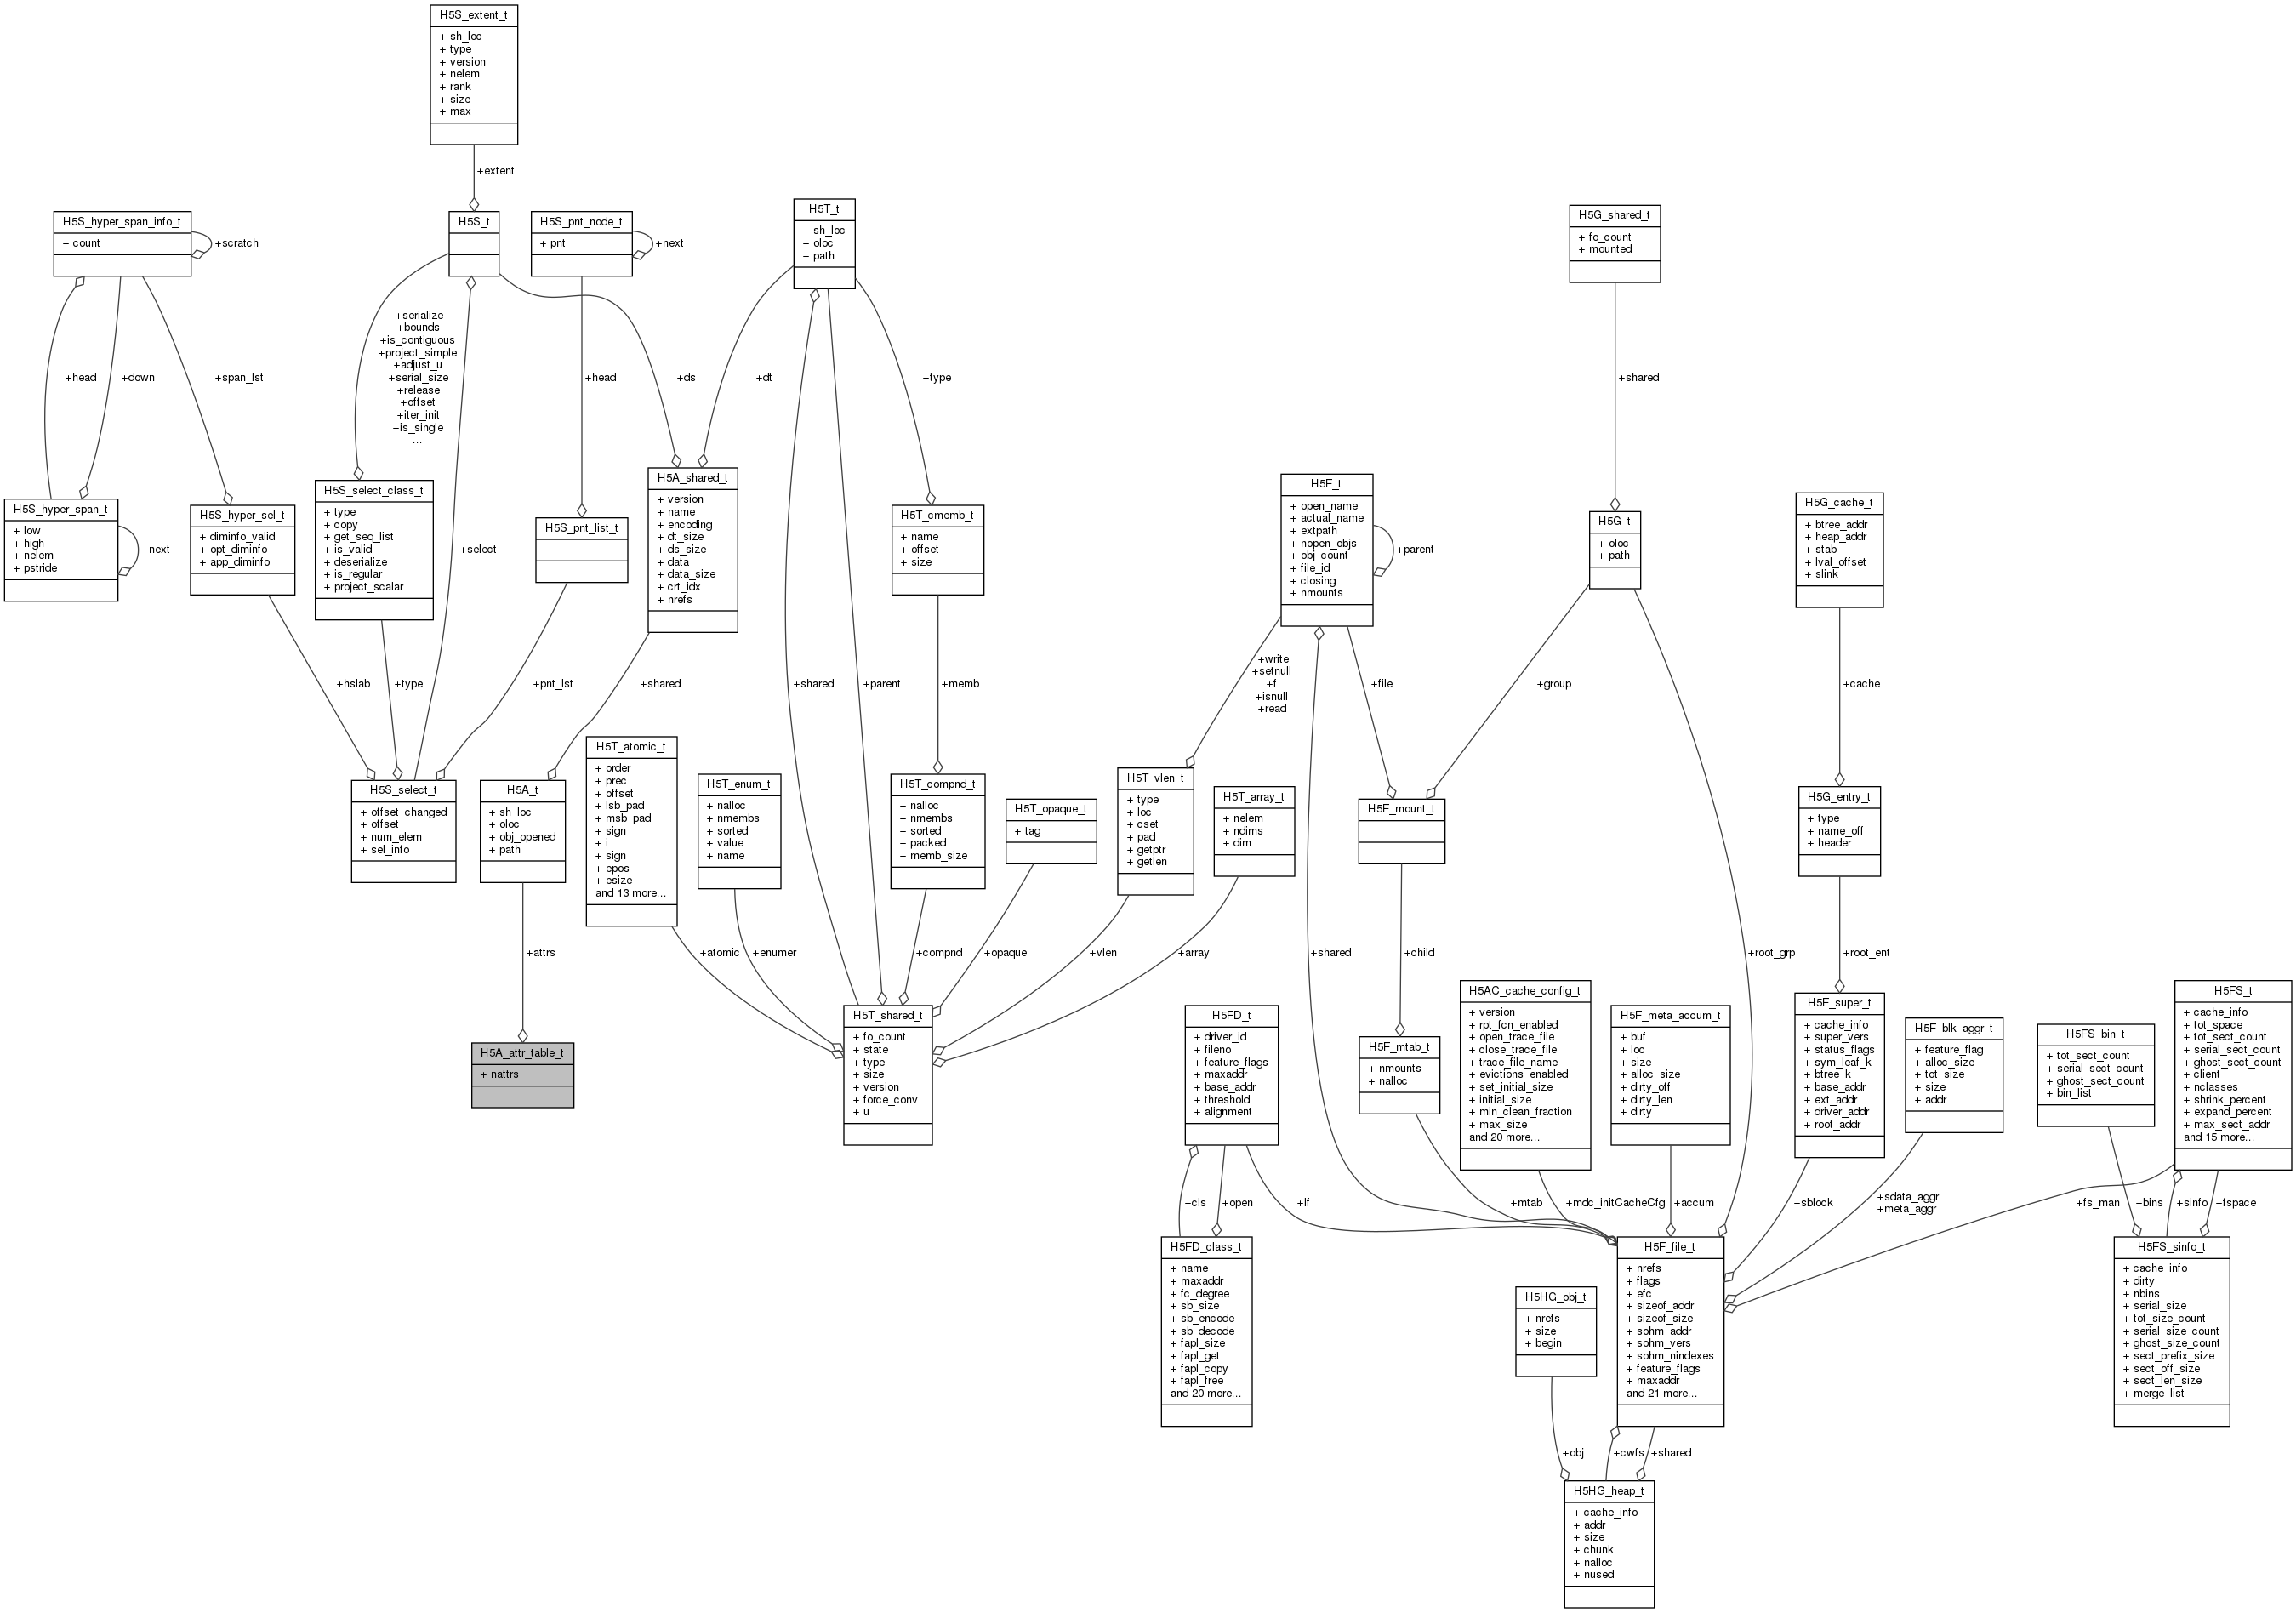 H5S_extent_t
+ sh_loc
+ type
+ version
+ nelem
+ rank
+ size
+ max
+extent
H5S_hyper_span_info_t
+ count
+scratch
H5S_t
H5S_pnt_node_t
+ pnt
+next
H5T_t
+ sh_loc
+ oloc
+ path
H5G_shared_t
+ fo_count
+ mounted
+head
+down
+span_lst
+serialize
+bounds
+is_contiguous
+project_simple
+adjust_u
+serial_size
+release
+offset
+iter_init
+is_single
...
+head
+ds
+dt
+type
+shared
H5S_hyper_span_t
+ low
+ high
+ nelem
+ pstride
+next
H5S_hyper_sel_t
+ diminfo_valid
+ opt_diminfo
+ app_diminfo
H5S_select_class_t
+ type
+ copy
+ get_seq_list
+ is_valid
+ deserialize
+ is_regular
+ project_scalar
+select
H5S_pnt_list_t
H5A_shared_t
+ version
+ name
+ encoding
+ dt_size
+ ds_size
+ data
+ data_size
+ crt_idx
+ nrefs
H5T_cmemb_t
+ name
+ offset
+ size
H5F_t
+ open_name
+ actual_name
+ extpath
+ nopen_objs
+ obj_count
+ file_id
+ closing
+ nmounts
+parent
H5G_t
+ oloc
+ path
H5G_cache_t
+ btree_addr
+ heap_addr
+ stab
+ lval_offset
+ slink
+hslab
+type
+pnt_lst
+shared
+shared
+parent
+memb
+write
+setnull
+f
+isnull
+read
+file
+group
+cache
H5S_select_t
+ offset_changed
+ offset
+ num_elem
+ sel_info
H5A_t
+ sh_loc
+ oloc
+ obj_opened
+ path
H5T_atomic_t
+ order
+ prec
+ offset
+ lsb_pad
+ msb_pad
+ sign
+ i
+ sign
+ epos
+ esize
and 13 more...
H5T_enum_t
+ nalloc
+ nmembs
+ sorted
+ value
+ name
H5T_compnd_t
+ nalloc
+ nmembs
+ sorted
+ packed
+ memb_size
H5T_opaque_t
+ tag
H5T_vlen_t
+ type
+ loc
+ cset
+ pad
+ getptr
+ getlen
H5T_array_t
+ nelem
+ ndims
+ dim
H5F_mount_t
H5G_entry_t
+ type
+ name_off
+ header
+attrs
+atomic
+enumer
+compnd
+opaque
+vlen
+array
+shared
+child
+root_grp
+root_ent
H5A_attr_table_t
+ nattrs
H5T_shared_t
+ fo_count
+ state
+ type
+ size
+ version
+ force_conv
+ u
H5FD_t
+ driver_id
+ fileno
+ feature_flags
+ maxaddr
+ base_addr
+ threshold
+ alignment
H5F_mtab_t
+ nmounts
+ nalloc
H5AC_cache_config_t
+ version
+ rpt_fcn_enabled
+ open_trace_file
+ close_trace_file
+ trace_file_name
+ evictions_enabled
+ set_initial_size
+ initial_size
+ min_clean_fraction
+ max_size
and 20 more...
H5F_meta_accum_t
+ buf
+ loc
+ size
+ alloc_size
+ dirty_off
+ dirty_len
+ dirty
H5F_super_t
+ cache_info
+ super_vers
+ status_flags
+ sym_leaf_k
+ btree_k
+ base_addr
+ ext_addr
+ driver_addr
+ root_addr
H5F_blk_aggr_t
+ feature_flag
+ alloc_size
+ tot_size
+ size
+ addr
H5FS_bin_t
+ tot_sect_count
+ serial_sect_count
+ ghost_sect_count
+ bin_list
H5FS_t
+ cache_info
+ tot_space
+ tot_sect_count
+ serial_sect_count
+ ghost_sect_count
+ client
+ nclasses
+ shrink_percent
+ expand_percent
+ max_sect_addr
and 15 more...
+cls
+open
+lf
+mtab
+mdc_initCacheCfg
+accum
+sblock
+sdata_aggr
+meta_aggr
+fs_man
+bins
+sinfo
+fspace
H5FD_class_t
+ name
+ maxaddr
+ fc_degree
+ sb_size
+ sb_encode
+ sb_decode
+ fapl_size
+ fapl_get
+ fapl_copy
+ fapl_free
and 20 more...
H5HG_obj_t
+ nrefs
+ size
+ begin
H5F_file_t
+ nrefs
+ flags
+ efc
+ sizeof_addr
+ sizeof_size
+ sohm_addr
+ sohm_vers
+ sohm_nindexes
+ feature_flags
+ maxaddr
and 21 more...
H5FS_sinfo_t
+ cache_info
+ dirty
+ nbins
+ serial_size
+ tot_size_count
+ serial_size_count
+ ghost_size_count
+ sect_prefix_size
+ sect_off_size
+ sect_len_size
+ merge_list
+obj
+cwfs
+shared
H5HG_heap_t
+ cache_info
+ addr
+ size
+ chunk
+ nalloc
+ nused